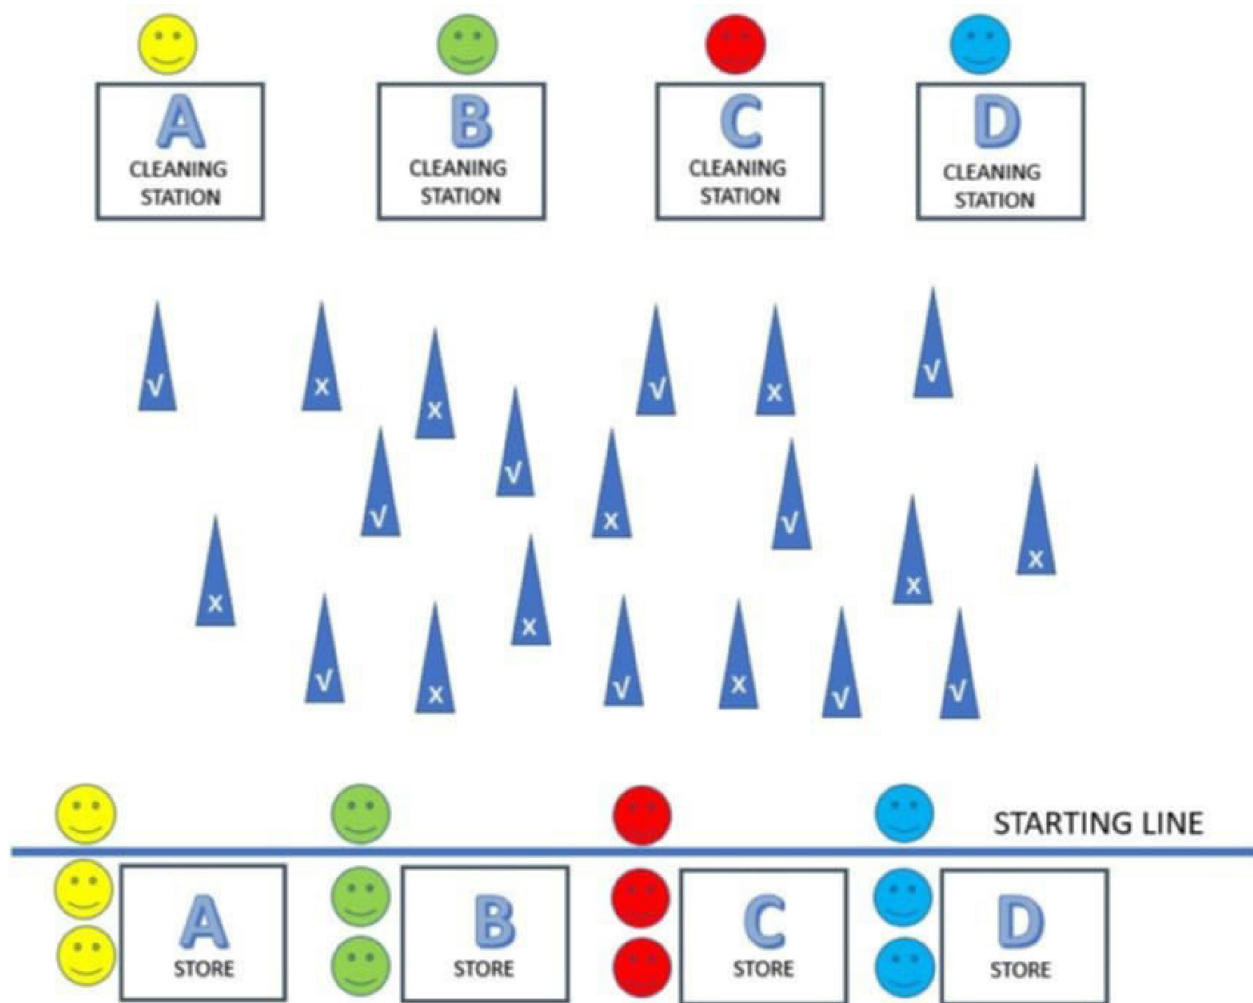 A B C D
CLEANING CLEANING CLEANING CLEANING
STATION STATION STATION STATION
√ x x √ x √
√ √ x √ x
x x x
√ x √ x √ √
STARTING LINE
A B C D
STORE STORE STORE STORE